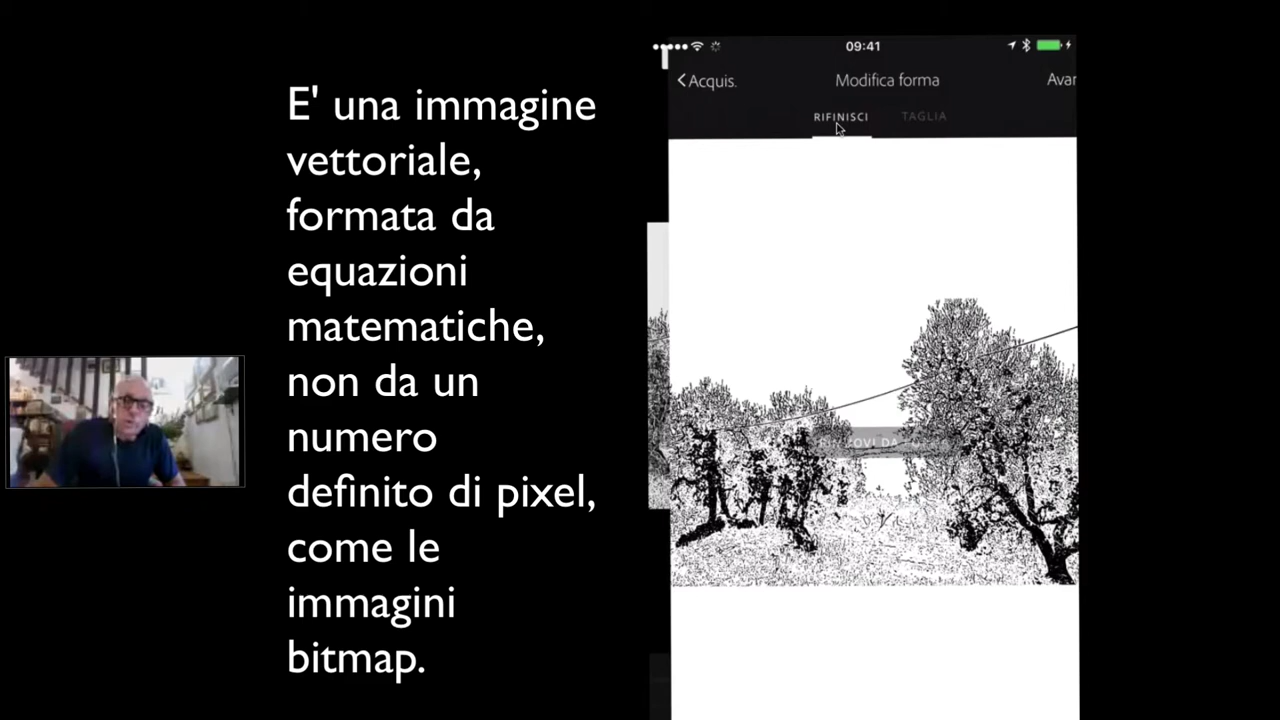 E' una immagine
vettoriale,
formata da
equazioni
matematiche,
non da un
numero
definito di pixel,
come le
immagini
bitmap.
09:41
Acquis.
Modifica forma
Avan
RIFINISCI
TAGLIA